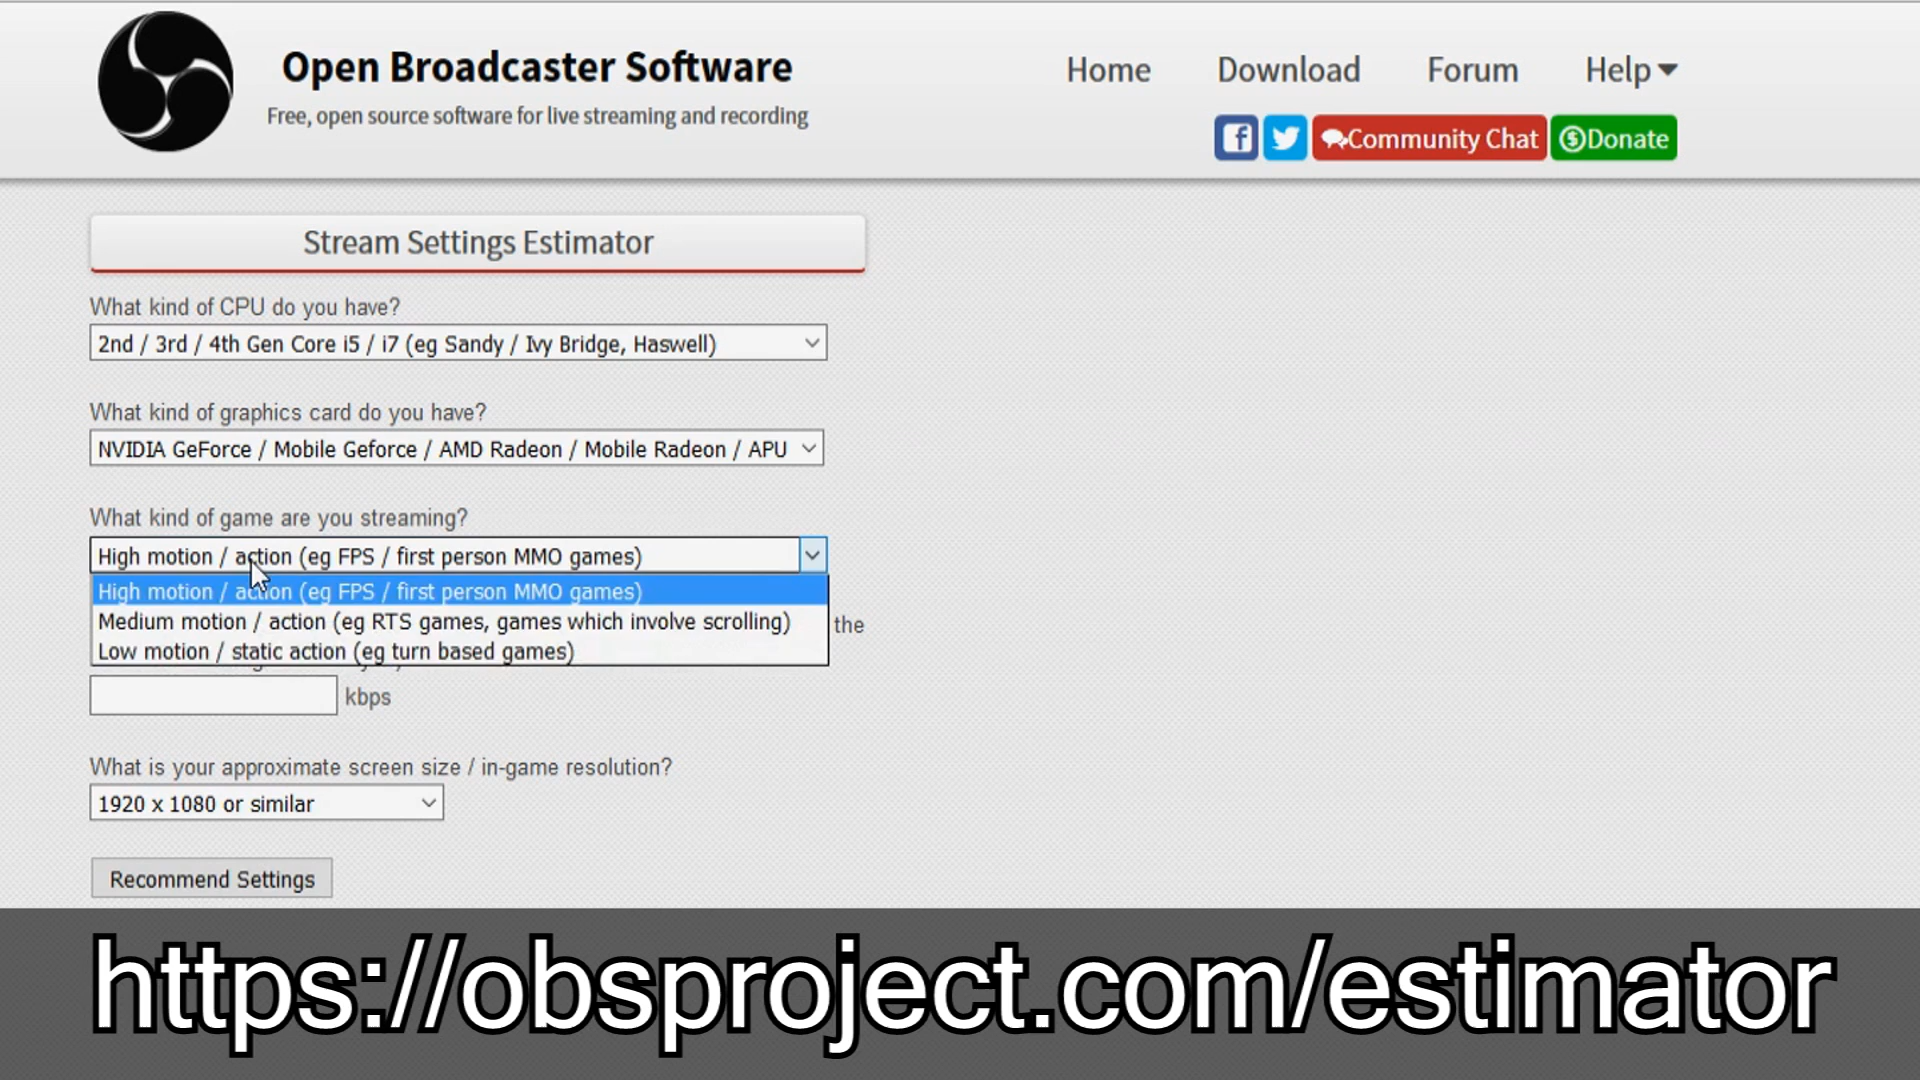 Open Broadcaster Software
Free, open source software for live streaming and recording
Home Download Forum Help
Community Chat Donate
Stream Settings Estimator
What kind of CPU do you have?
2nd / 3rd / 4th Gen Core i5 / i7 (eg Sandy / Ivy Bridge, Haswell)
What kind of graphics card do you have?
NVIDIA GeForce / Mobile Geforce / AMD Radeon / Mobile Radeon / APU
What kind of game are you streaming?
High motion / action (eg FPS / first person MMO games)
High motion / action (eg FPS / first person MMO games)
Medium motion / action (eg RTS games, games which involve scrolling)
the
Low motion / static action (eg turn based games)
kbps
What is your approximate screen size / in-game resolution?
1920 x 1080 or similar
Recommend Settings
https://obsproject.com/estimator